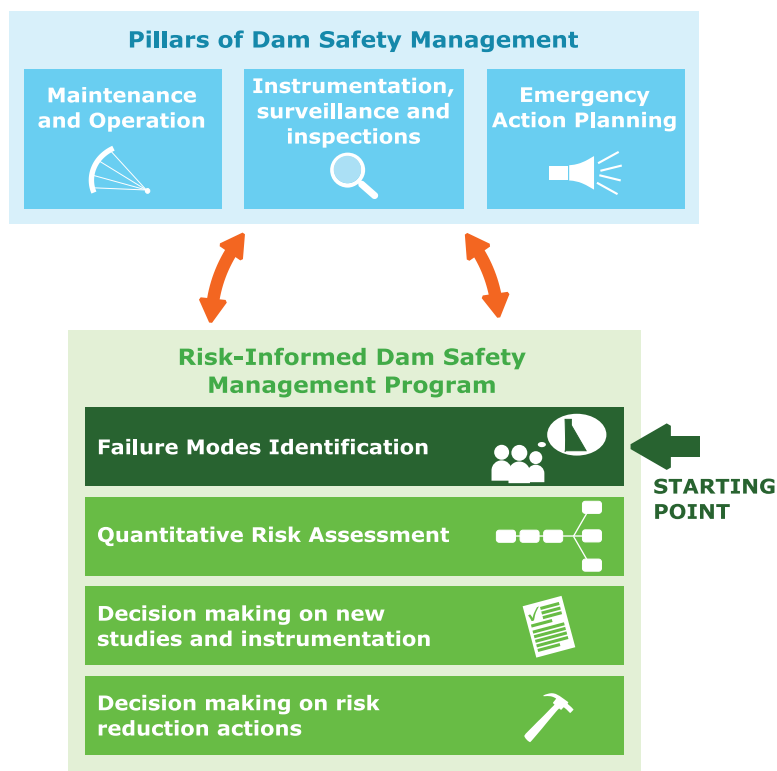 Pillars of Dam Safety Management
Maintenance
and Operation
Instrumentation,
surveillance and
inspections
Emergency
Action Planning
Risk-Informed Dam Safety
Management Program
Failure Modes Identification
STARTING
POINT
Quantitative Risk Assessment
Decision making on new
studies and instrumentation
Decision making on risk
reduction actions